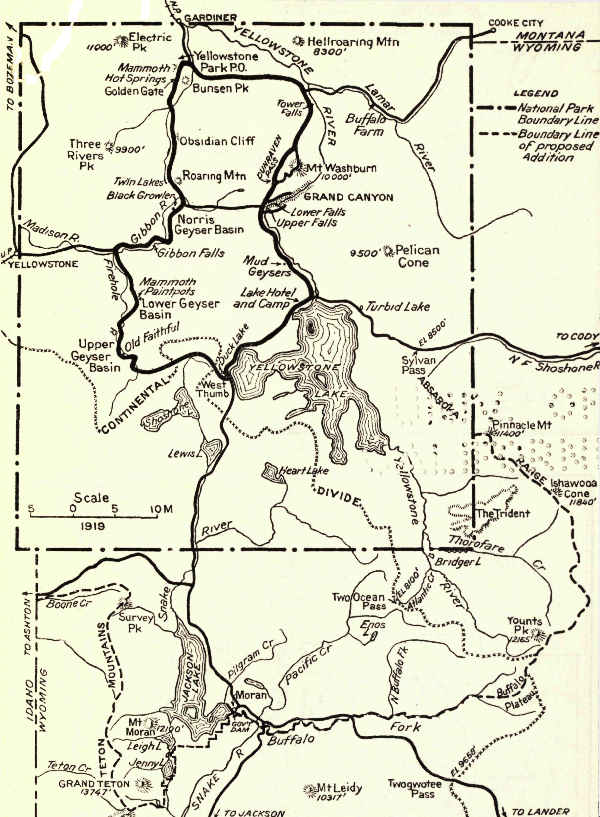 TO BOZEMAN
N.P.
GARDINER
COOKE CITY
MONTANA
WYOMING
11000'
Electric
Pk
YELLOWSTONE
RIVER
Hellroaring Mtn
8300'
Yellowstone
Park P.O.
Mammoth
Hot Springs
Golden Gate
Bunsen Pk
Tower
Falls
Lamar
River
Buffalo
Farm
LEGEND
National Park
Boundary Line
Boundary Line
of proposed
Addition
Three
Rivers
Pk
9900'
Obsidian Cliff
DUNRAVEN
PASS
Mt Washburn
10000'
Twin Lakes
Roaring Mtn
Black Growler
GRAND CANYON
Norris
Geyser Basin
Lower Falls
Upper Falls
Madison R.
Gibbon R.
Gibbon Falls
U.P.
YELLOWSTONE
9500'
Pelican
Cone
Mud
Geysers
Firehole
R.
Mammoth
Paintpots
Lower Geyser
Basin
Lake Hotel
and Camp
Turbid Lake
Old Faithful
Upper
Geyser
Basin
Duck Lake
EL 8500'
TO CODY
Sylvan
Pass
N F Shoshone R
YELLOWSTONE
LAKE
West
Thumb
CONTINENTAL
DIVIDE
ABSAROKA
RANGE
Shoshone L
Lewis L
Heart Lake
Pinnacle Mt
11400'
Yellowstone
River
Ishawooa
Cone
11840'
The Trident
Scale
5 0 5 10 M
1919
River
Thorofare
Cr
Bridger L
Snake
TO ASHTON
Boone Cr
Survey
Pk
Two Ocean
Pass
EL 8100'
Atlantic Cr
Enos
L
Younts
Pk
12165'
IDAHO
WYOMING
TETON
MOUNTAINS
JACKSON
LAKE
Pilgram Cr
Pacific Cr
N Buffalo Fk
Moran
Buffalo
Plateau
Mt
Moran
12100'
GOV'T
DAM
Buffalo
Fork
Leigh L
Jenny L
Teton Cr
GRAND TETON
13747'
SNAKE R
Mt Leidy
10317'
EL 9658'
Twogwotee
Pass
TO JACKSON
TO LANDER